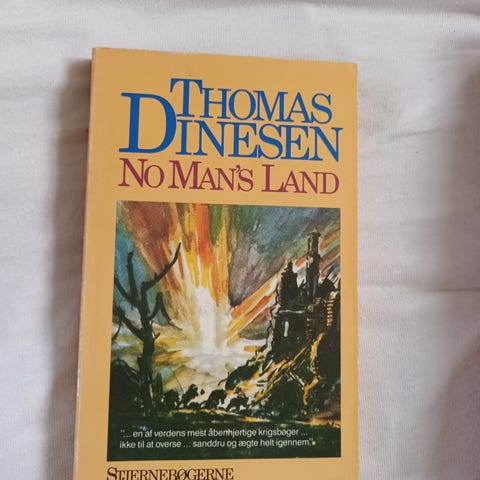 THOMAS
DINESEN
NO MAN'S LAND
"... en af verdens mest åbenhjertige krigsbøger ...
ikke til at overse ... sanddru og ægte helt igennem".
STJERNEBØGERNE